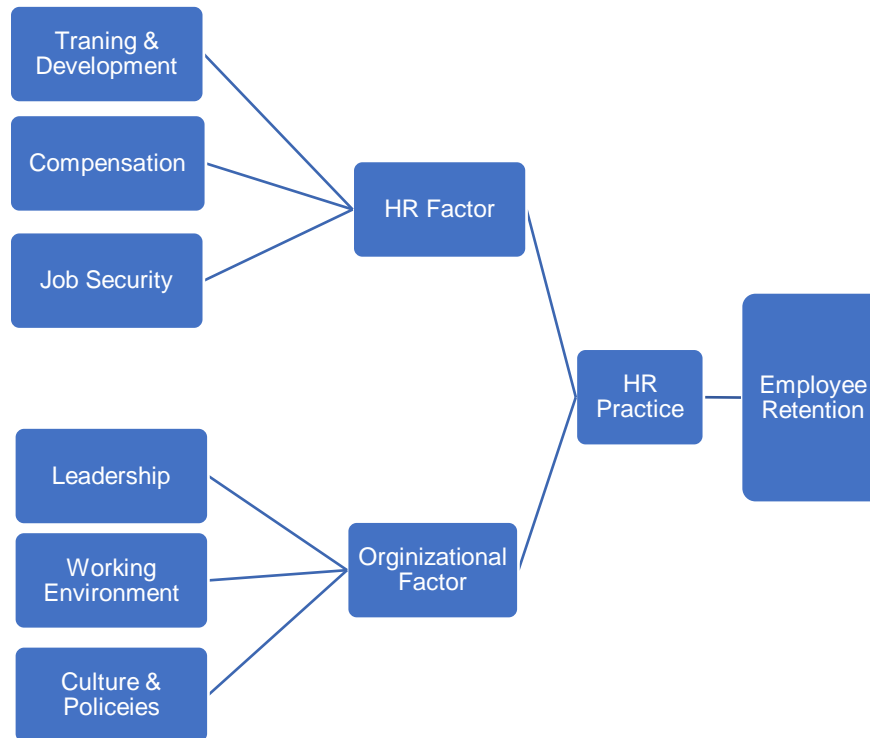 Traning &
Development
Compensation
Job Security
HR Factor
HR
Practice
Employee
Retention
Leadership
Working
Environment
Culture &
Policeies
Orginizational
Factor